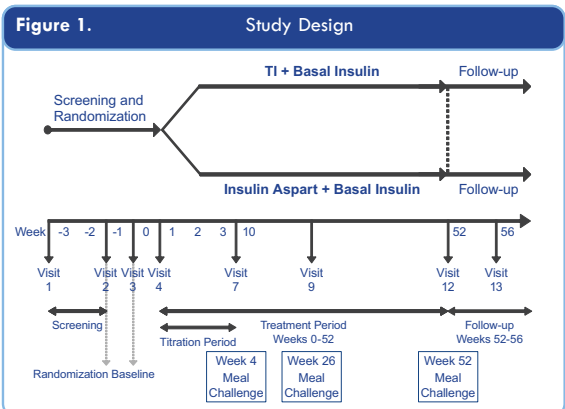 Figure 1. Study Design
TI + Basal Insulin Follow-up
Screening and
Randomization
Insulin Aspart + Basal Insulin Follow-up
Week -3 -2 -1 0 1 2 3 10 52 56
Visit Visit Visit Visit Visit Visit Visit Visit
1 2 3 4 7 9 12 13
Screening Treatment Period Follow-up
Titration Period Weeks 0-52 Weeks 52-56
Randomization Baseline
Week 4 Week 26 Week 52
Meal Meal Meal
Challenge Challenge Challenge